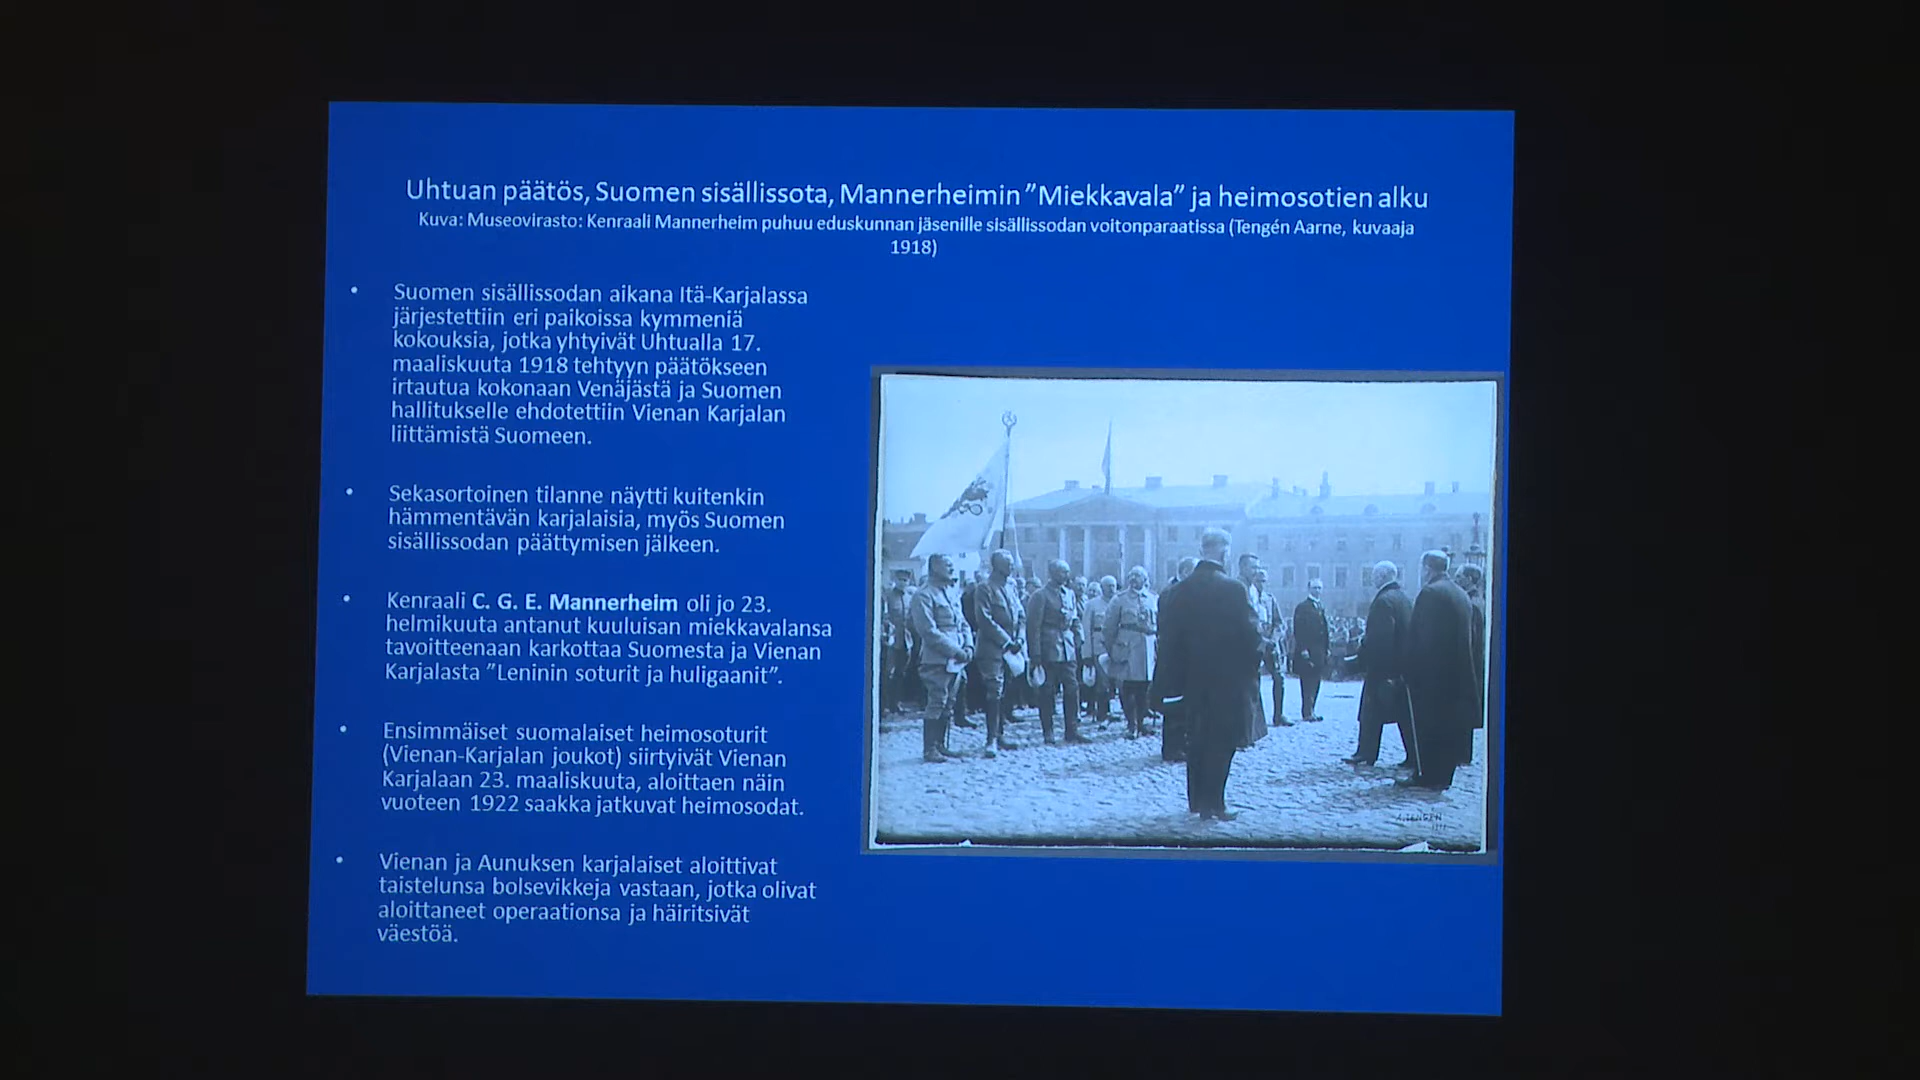 Uhtuan päätös, Suomen sisällissota, Mannerheimin ”Miekkavala” ja heimosotien alku
Kuva: Museovirasto: Kenraali Mannerheim puhuu eduskunnan jäsenille sisällissodan voitonparaatissa (Tengén Aarne, kuvaaja
1918)
• Suomen sisällissodan aikana Itä-Karjalassa
järjestettiin eri paikoissa kymmeniä
kokouksia, jotka yhtyivät Uhtualla 17.
maaliskuuta 1918 tehtyyn päätökseen
irtautua kokonaan Venäjästä ja Suomen
hallitukselle ehdotettiin Vienan Karjalan
liittämistä Suomeen.
• Sekasortoinen tilanne näytti kuitenkin
hämmentävän karjalaisia, myös Suomen
sisällissodan päättymisen jälkeen.
• Kenraali C. G. E. Mannerheim oli jo 23.
helmikuuta antanut kuuluisan miekkavalansa
tavoitteenaan karkottaa Suomesta ja Vienan
Karjalasta ”Leninin soturit ja huligaanit”.
• Ensimmäiset suomalaiset heimosoturit
(Vienan-Karjalan joukot) siirtyivät Vienan
Karjalaan 23. maaliskuuta, aloittaen näin
vuoteen 1922 saakka jatkuvat heimosodat.
• Vienan ja Aunuksen karjalaiset aloittivat
taistelunsa bolsevikkeja vastaan, jotka olivat
aloittaneet operaationsa ja häiritsivät
väestöä.
A. TENGÉN